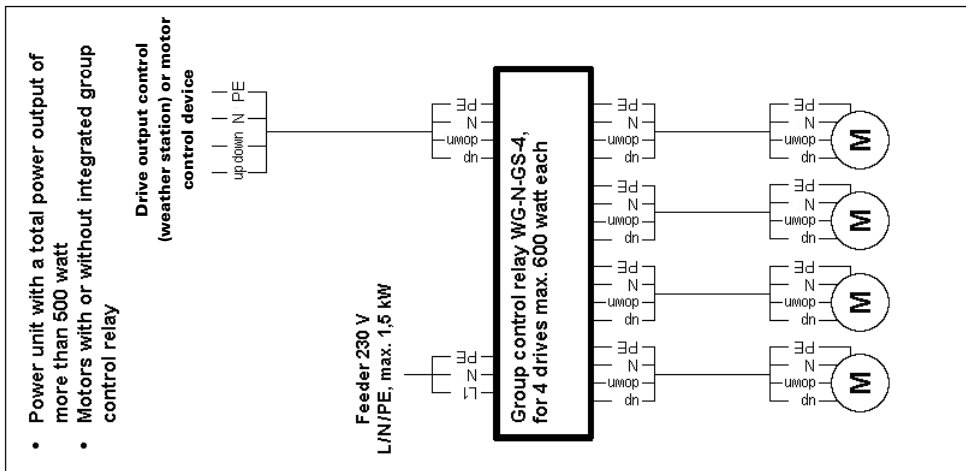 • Power unit with a total power output of
more than 500 watt
• Motors with or without integrated group
control relay
Drive output control
(weather station) or motor
control device
up down N PE
Feeder 230 V
L/N/PE, max. 1,5 kW
L1
N
PE
PE
N
down
up
Group control relay WG-N-GS-4,
for 4 drives max. 600 watt each
PE
N
down
up
PE
N
down
up
M
PE
N
down
up
PE
N
down
up
M
PE
N
down
up
PE
N
down
up
M
PE
N
down
up
PE
N
down
up
M